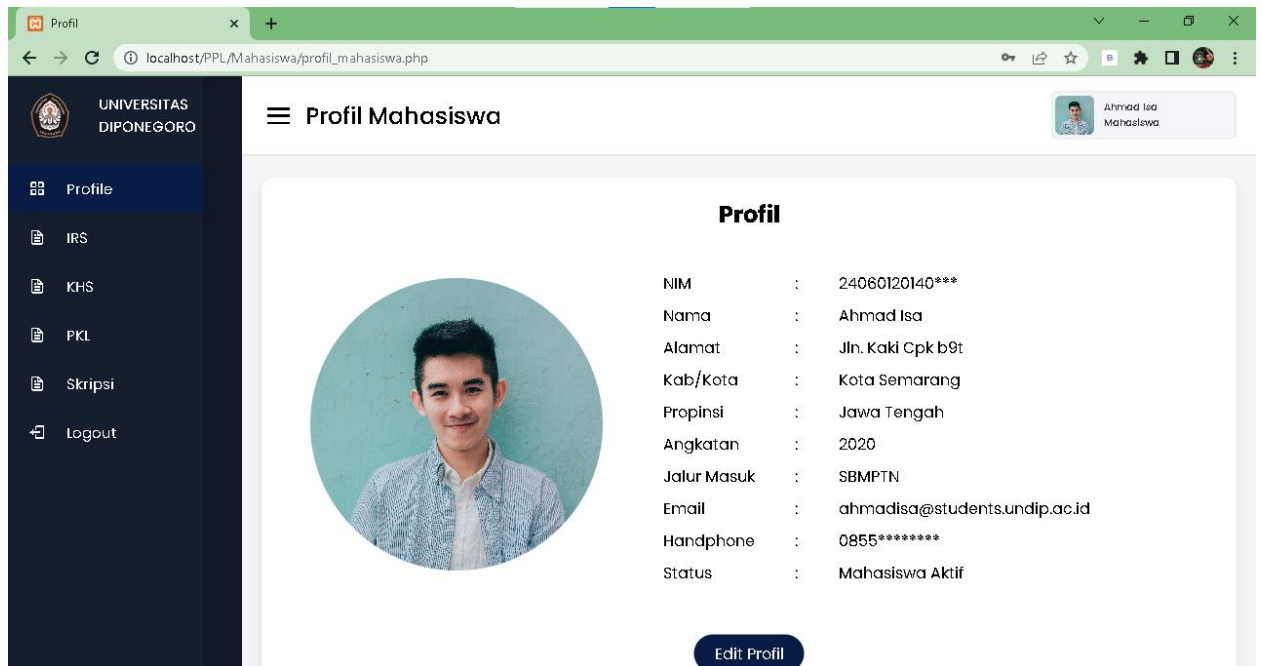 Profil
localhost/PPL/Mahasiswa/profil_mahasiswa.php
B
UNIVERSITAS
DIPONEGORO
Profil Mahasiswa
Ahmad Isa
Mahasiswa
Profile
IRS
KHS
PKL
Skripsi
Logout
Profil
NIM : 24060120140***
Nama : Ahmad Isa
Alamat : Jln. Kaki Cpk b9t
Kab/Kota : Kota Semarang
Propinsi : Jawa Tengah
Angkatan : 2020
Jalur Masuk : SBMPTN
Email : ahmadisa@students.undip.ac.id
Handphone : 0855********
Status : Mahasiswa Aktif
Edit Profil